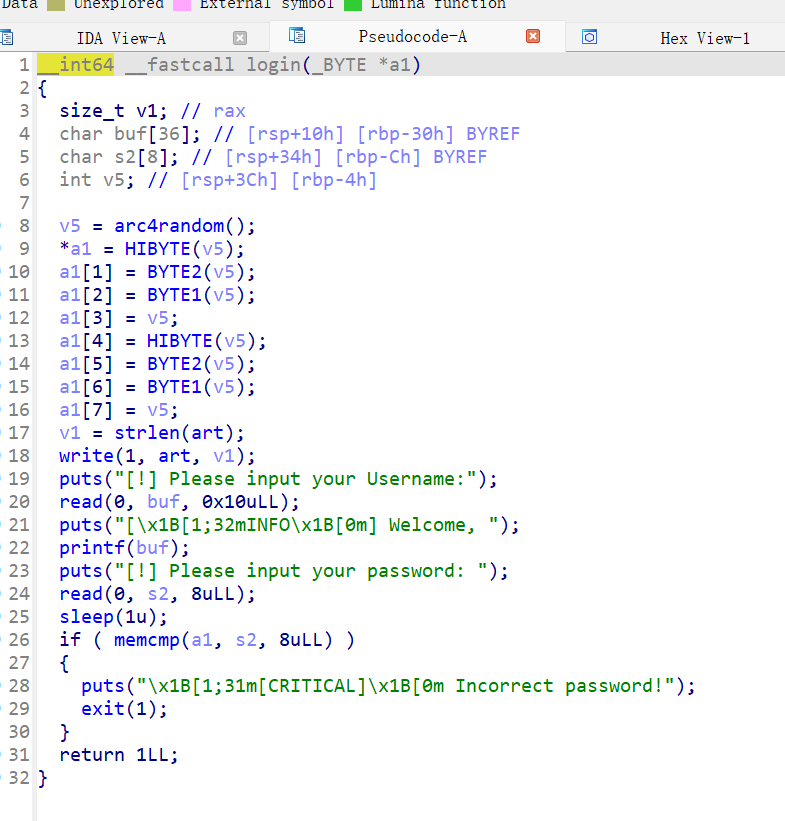 Data Unexplored External symbol Lumina function
IDA View-A Pseudocode-A Hex View-1
1 __int64 __fastcall login(_BYTE *a1)
2 {
3 size_t v1; // rax
4 char buf[36]; // [rsp+10h] [rbp-30h] BYREF
5 char s2[8]; // [rsp+34h] [rbp-Ch] BYREF
6 int v5; // [rsp+3Ch] [rbp-4h]
7
8 v5 = arc4random();
9 *a1 = HIBYTE(v5);
10 a1[1] = BYTE2(v5);
11 a1[2] = BYTE1(v5);
12 a1[3] = v5;
13 a1[4] = HIBYTE(v5);
14 a1[5] = BYTE2(v5);
15 a1[6] = BYTE1(v5);
16 a1[7] = v5;
17 v1 = strlen(art);
18 write(1, art, v1);
19 puts("[!] Please input your Username:");
20 read(0, buf, 0x10uLL);
21 puts("[\x1B[1;32mINFO\x1B[0m] Welcome, ");
22 printf(buf);
23 puts("[!] Please input your password: ");
24 read(0, s2, 8uLL);
25 sleep(1u);
26 if ( memcmp(a1, s2, 8uLL) )
27 {
28 puts("\x1B[1;31m[CRITICAL]\x1B[0m Incorrect password!");
29 exit(1);
30 }
31 return 1LL;
32 }